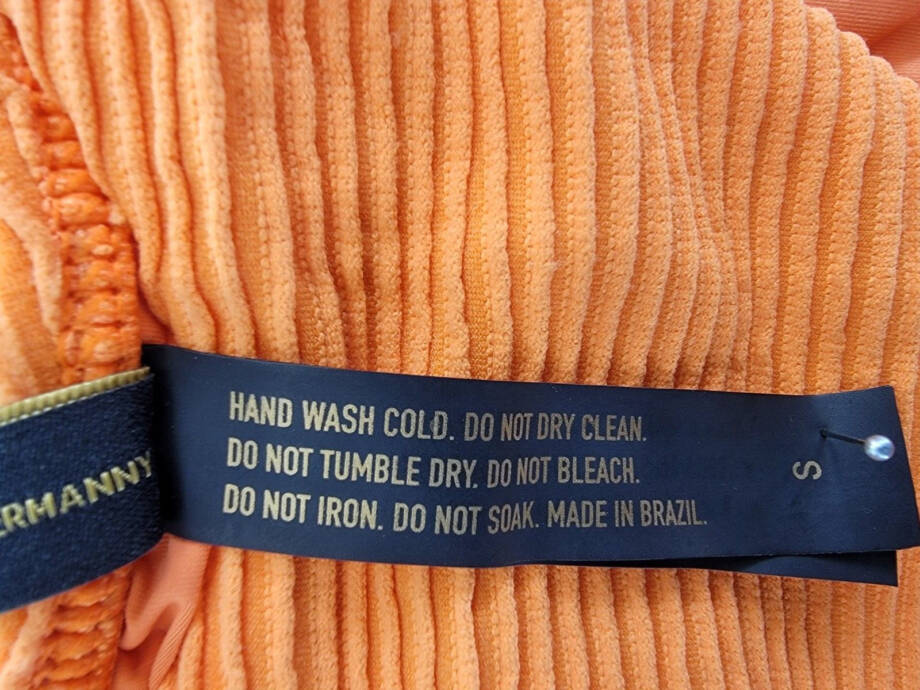 HAND WASH COLD. DO NOT DRY CLEAN.
DO NOT TUMBLE DRY. DO NOT BLEACH.
DO NOT IRON. DO NOT SOAK. MADE IN BRAZIL.
S
ERMANNY